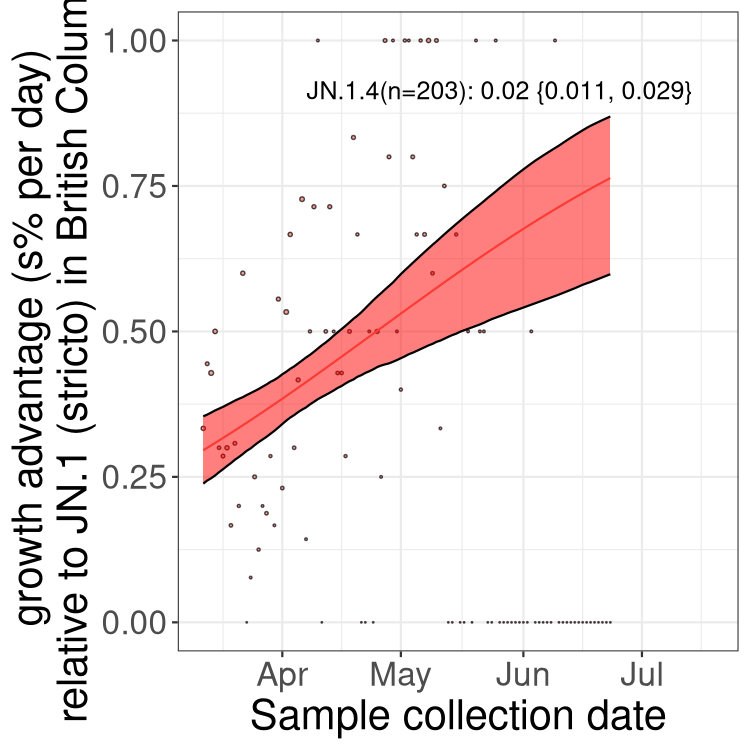 growth advantage (s% per day)
relative to JN.1 (stricto) in British Colum
1.00
0.75
0.50
0.25
0.00
JN.1.4(n=203): 0.02 {0.011, 0.029}
Apr May Jun Jul
Sample collection date